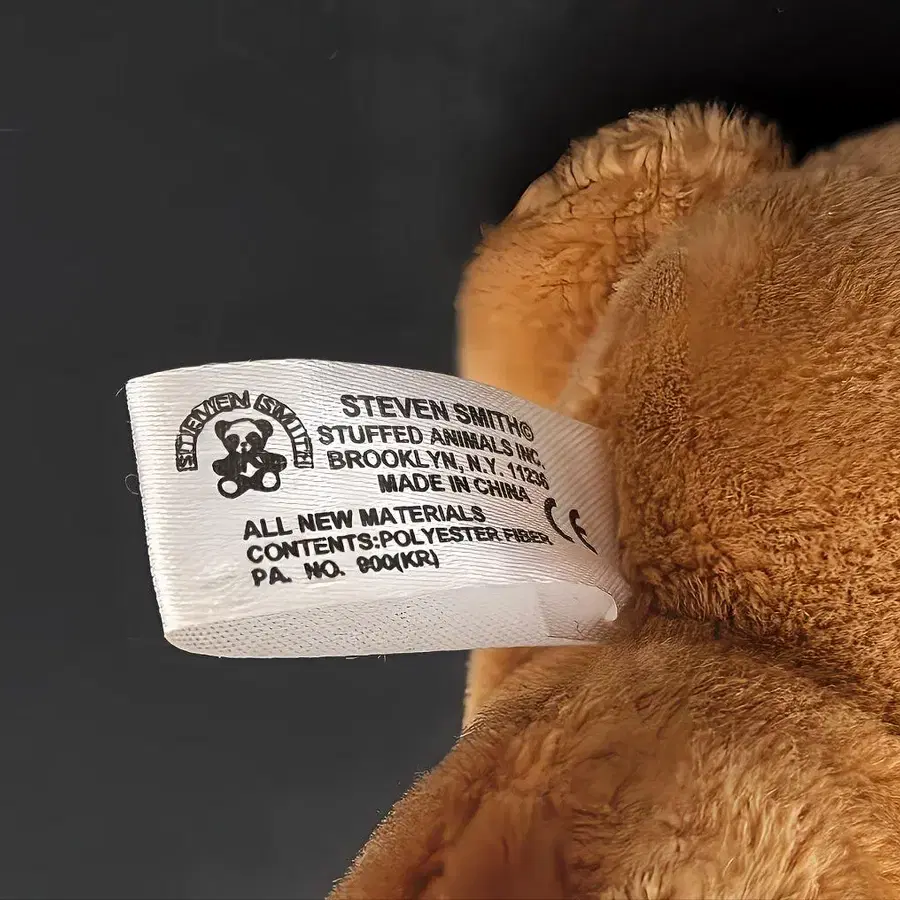 STEVEN SMITH
STEVEN SMITH©
STUFFED ANIMALS INC.
BROOKLYN, N.Y. 11236
MADE IN CHINA
CE
ALL NEW MATERIALS
CONTENTS:POLYESTER FIBER
PA. NO. 900(KR)